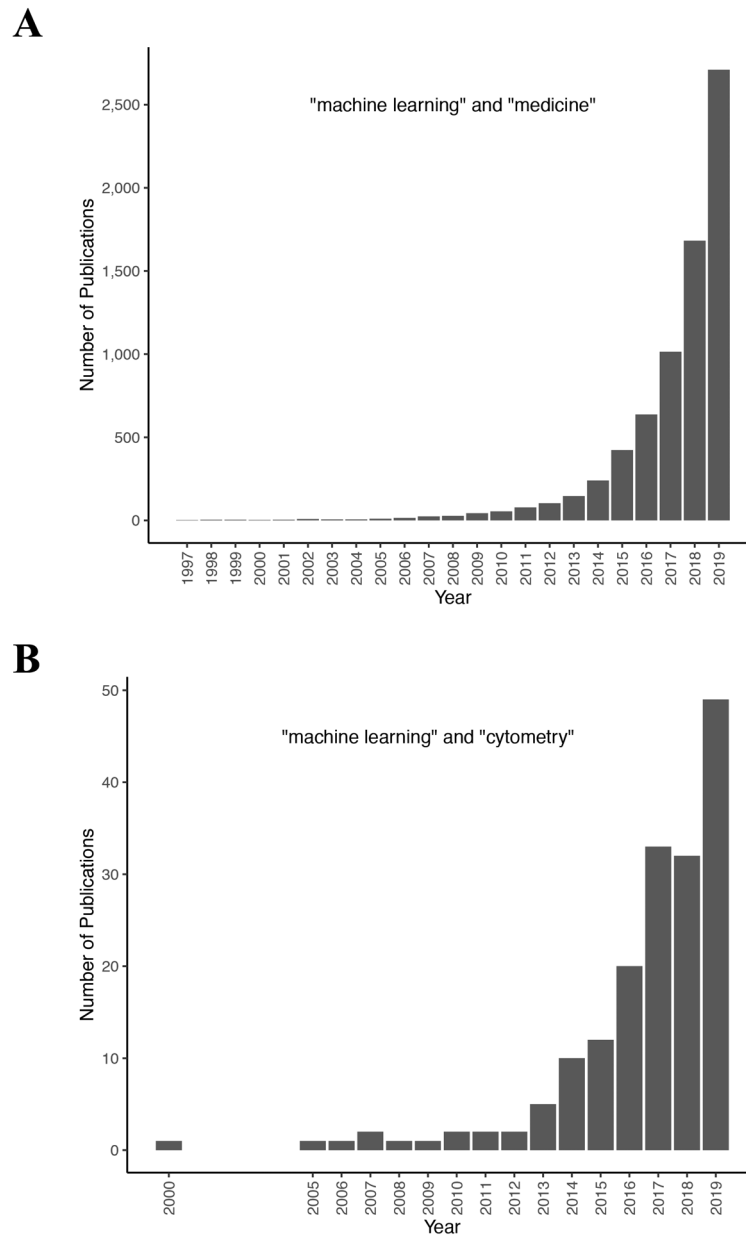 A
"machine learning" and "medicine"
Number of Publications
2,500
2,000
1,500
1,000
500
0
1997 1998 1999 2000 2001 2002 2003 2004 2005 2006 2007 2008 2009 2010 2011 2012 2013 2014 2015 2016 2017 2018 2019
Year
B
"machine learning" and "cytometry"
Number of Publications
50
40
30
20
10
0
2000 2005 2006 2007 2008 2009 2010 2011 2012 2013 2014 2015 2016 2017 2018 2019
Year